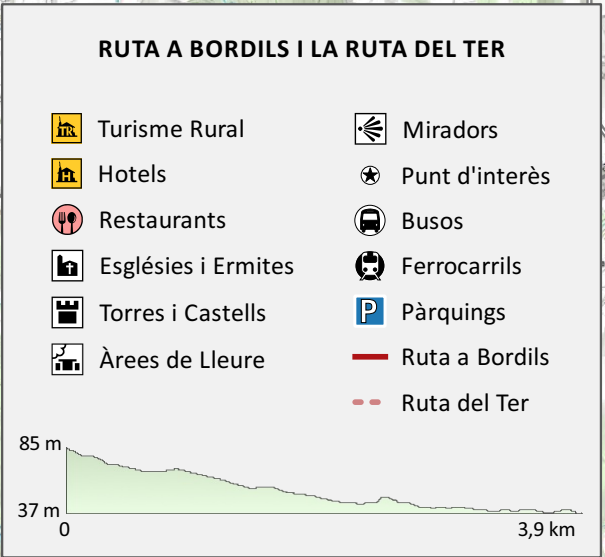 RUTA A BORDILS I LA RUTA DEL TER
Turisme Rural
Hotels
Restaurants
Esglésies i Ermites
Torres i Castells
Àrees de Lleure
Miradors
Punt d'interès
Busos
Ferrocarrils
P Pàrquings
Ruta a Bordils
Ruta del Ter
85 m
37 m
0
3,9 km